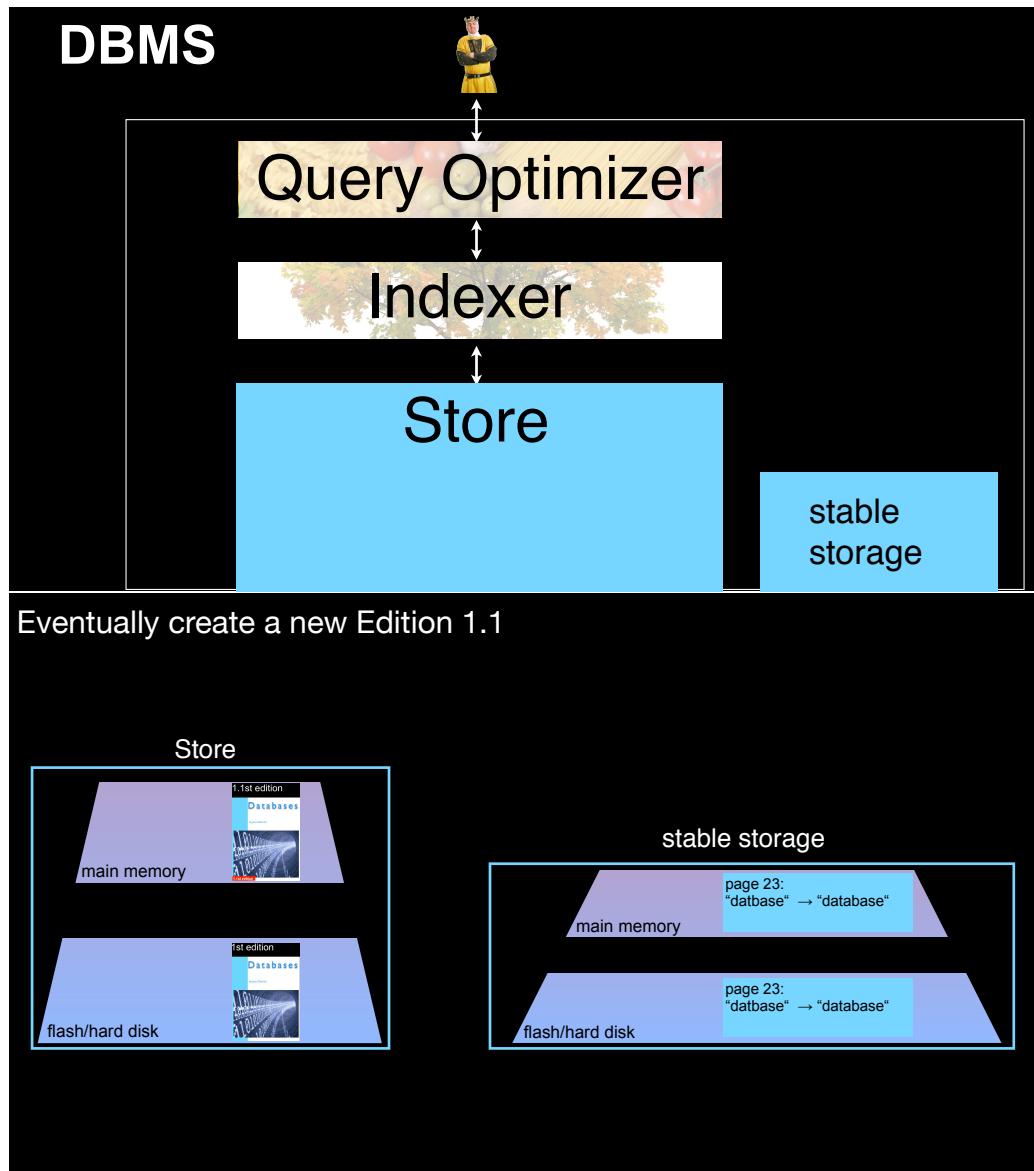 DBMS
Query Optimizer
Indexer
Store
stable
storage
Eventually create a new Edition 1.1
Store
1.1st edition
Databases
main memory
1st edition
Databases
flash/hard disk
stable storage
page 23:
“datbase“ → “database“
main memory
page 23:
“datbase“ → “database“
flash/hard disk